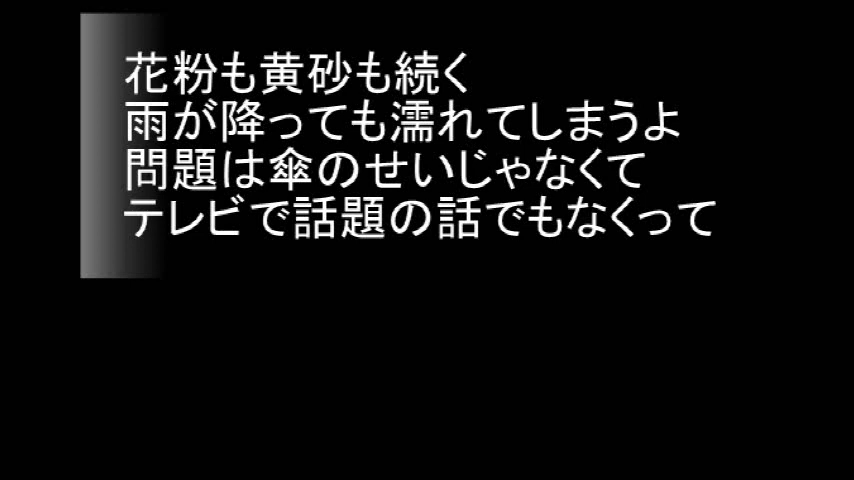 花粉も黄砂も続く
雨が降っても濡れてしまうよ
問題は傘のせいじゃなくて
テレビで話題の話でもなくって